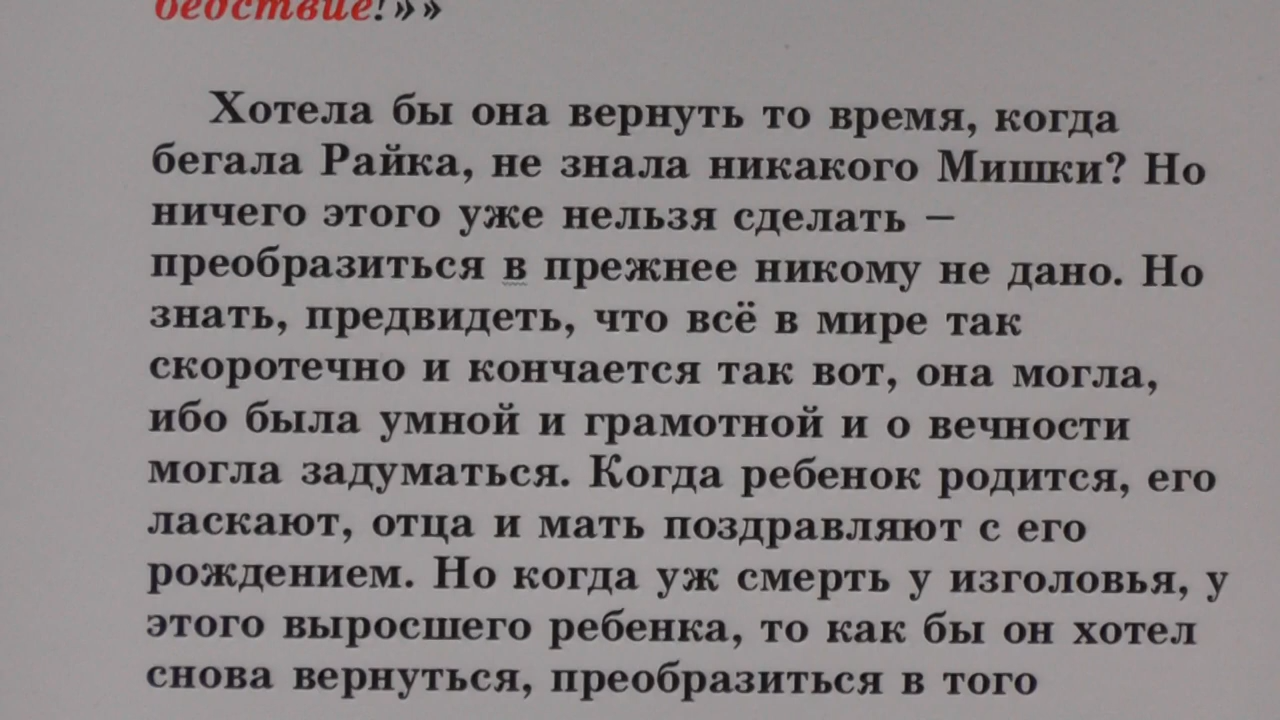 бедствие!»»
Хотела бы она вернуть то время, когда
бегала Райка, не знала никакого Мишки? Но
ничего этого уже нельзя сделать –
преобразиться в прежнее никому не дано. Но
знать, предвидеть, что всё в мире так
скоротечно и кончается так вот, она могла,
ибо была умной и грамотной и о вечности
могла задуматься. Когда ребенок родится, его
ласкают, отца и мать поздравляют с его
рождением. Но когда уж смерть у изголовья, у
этого выросшего ребенка, то как бы он хотел
снова вернуться, преобразиться в того